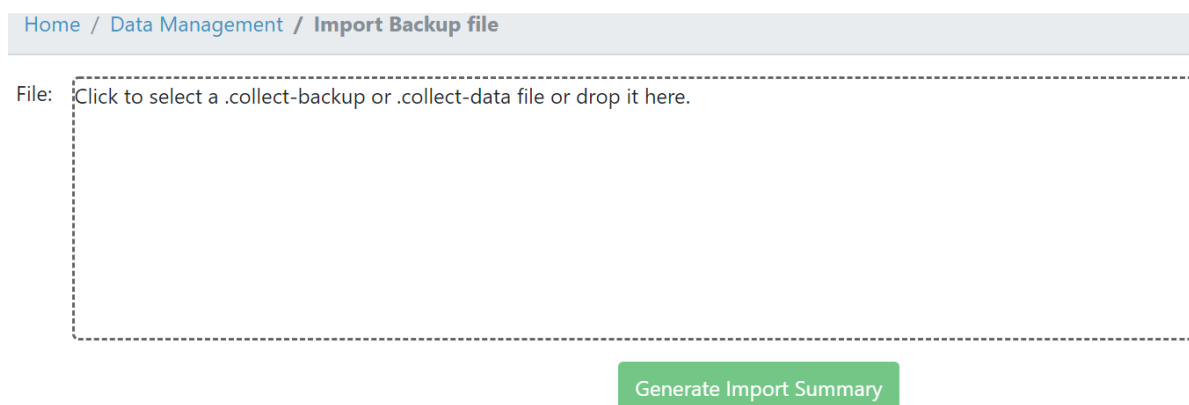 Home / Data Management / Import Backup file
File: Click to select a .collect-backup or .collect-data file or drop it here.
Generate Import Summary